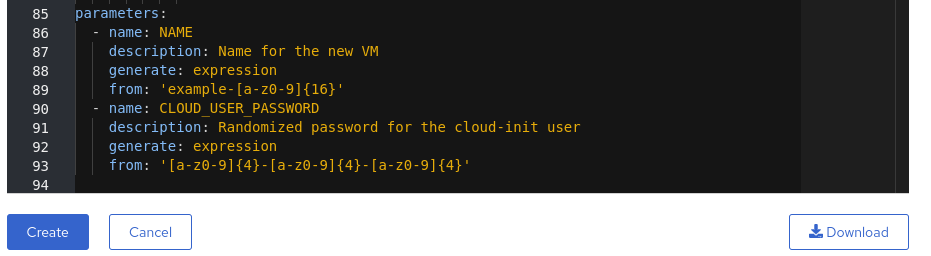 85 parameters:
86 - name: NAME
87 description: Name for the new VM
88 generate: expression
89 from: 'example-[a-z0-9]{16}'
90 - name: CLOUD_USER_PASSWORD
91 description: Randomized password for the cloud-init user
92 generate: expression
93 from: '[a-z0-9]{4}-[a-z0-9]{4}-[a-z0-9]{4}'
94
Create Cancel Download